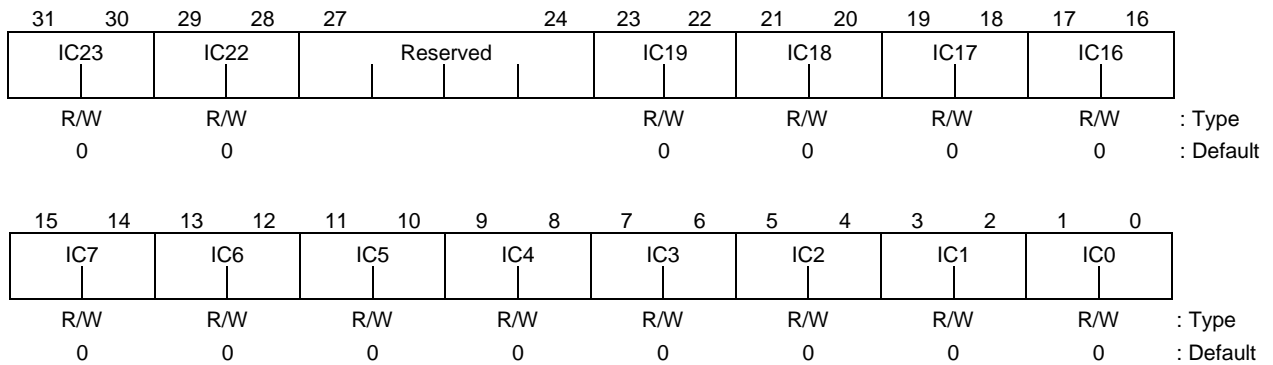 31 30 29 28 27 24 23 22 21 20 19 18 17 16
IC23 IC22 Reserved IC19 IC18 IC17 IC16
R/W R/W R/W R/W R/W R/W : Type
0 0 0 0 0 0 : Default
15 14 13 12 11 10 9 8 7 6 5 4 3 2 1 0
IC7 IC6 IC5 IC4 IC3 IC2 IC1 IC0
R/W R/W R/W R/W R/W R/W R/W R/W : Type
0 0 0 0 0 0 0 0 : Default